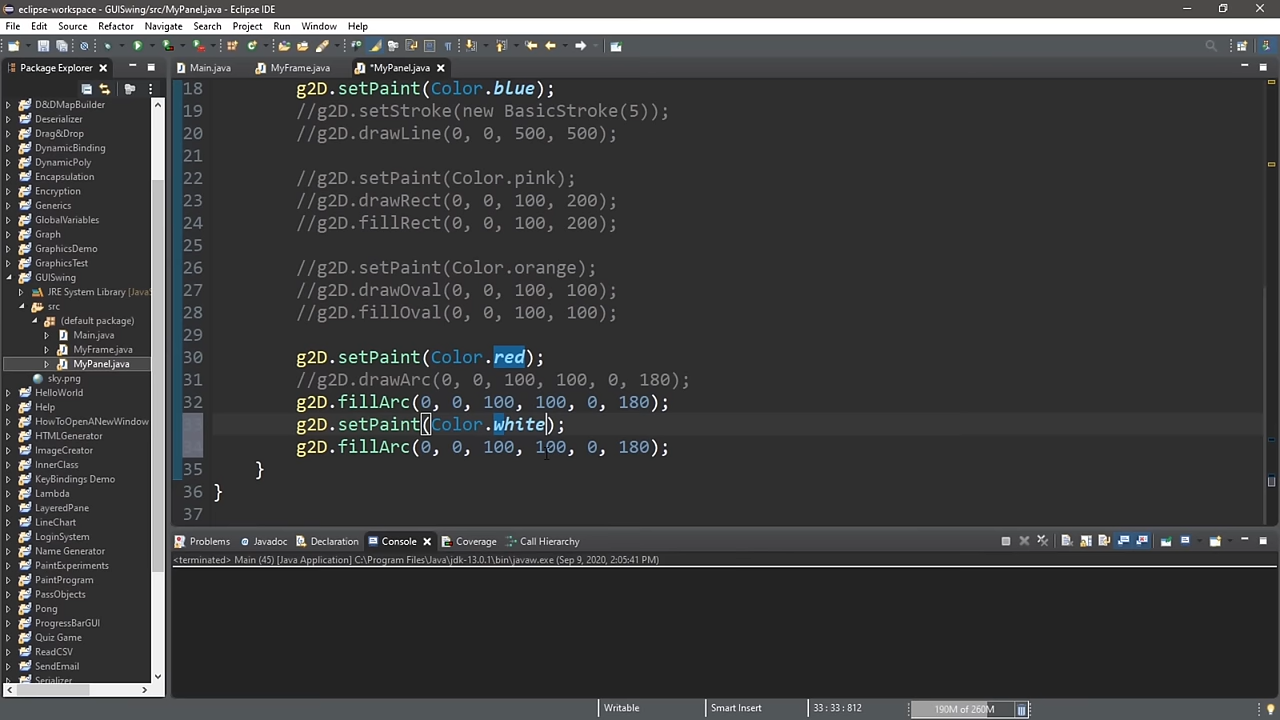 eclipse-workspace - GUISwing/src/MyPanel.java - Eclipse IDE
File Edit Source Refactor Navigate Search Project Run Window Help
Package Explorer
Main.java MyFrame.java *MyPanel.java
D&DMapBuilder
Deserializer
Drag&Drop
DynamicBinding
DynamicPoly
Encapsulation
Encryption
Generics
GlobalVariables
Graph
GraphicsDemo
GraphicsTest
GUISwing
JRE System Library [JavaS
src
(default package)
Main.java
MyFrame.java
MyPanel.java
sky.png
HelloWorld
Help
HowToOpenANewWindow
HTMLGenerator
ImageCreator
InnerClass
KeyBindings Demo
Lambda
LayeredPane
LineChart
LoginSystem
Name Generator
PaintExperiments
PaintProgram
PassObjects
Pong
ProgressBarGUI
Quiz Game
ReadCSV
SendEmail
Serializer
18 g2D.setPaint(Color.blue);
19 //g2D.setStroke(new BasicStroke(5));
20 //g2D.drawLine(0, 0, 500, 500);
21
22 //g2D.setPaint(Color.pink);
23 //g2D.drawRect(0, 0, 100, 200);
24 //g2D.fillRect(0, 0, 100, 200);
25
26 //g2D.setPaint(Color.orange);
27 //g2D.drawOval(0, 0, 100, 100);
28 //g2D.fillOval(0, 0, 100, 100);
29
30 g2D.setPaint(Color.red);
31 //g2D.drawArc(0, 0, 100, 100, 0, 180);
32 g2D.fillArc(0, 0, 100, 100, 0, 180);
33 g2D.setPaint(Color.white);
34 g2D.fillArc(0, 0, 100, 100, 0, 180);
35 }
36 }
37
Problems Javadoc Declaration Console Coverage Call Hierarchy
<terminated> Main (45) [Java Application] C:\Program Files\Java\jdk-13.0.1\bin\javaw.exe (Sep 9, 2020, 2:05:41 PM)
Writable Smart Insert 33 : 33 : 812 190M of 260M